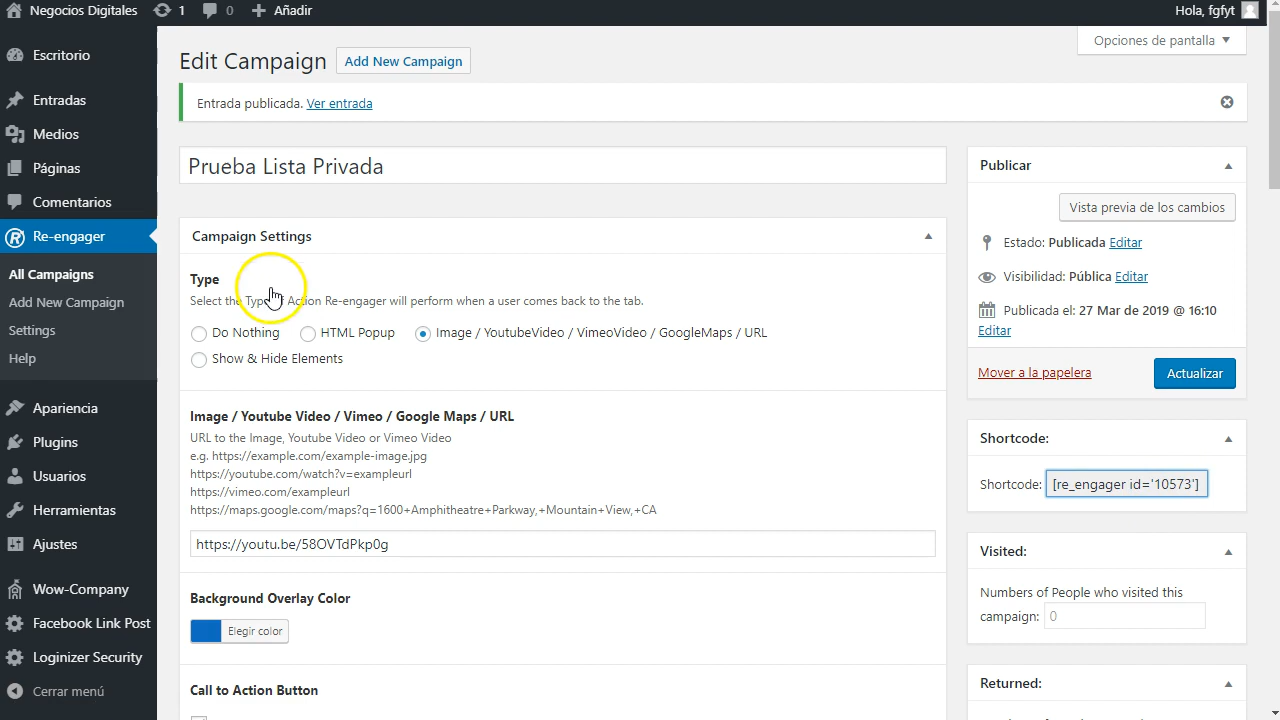 Negocios Digitales 1 0 Añadir Hola, fgfyt
Opciones de pantalla
Escritorio
Entradas
Medios
Páginas
Comentarios
Re-engager
All Campaigns
Add New Campaign
Settings
Help
Apariencia
Plugins
Usuarios
Herramientas
Ajustes
Wow-Company
Facebook Link Post
Loginizer Security
Cerrar menú
Edit Campaign Add New Campaign
Entrada publicada. Ver entrada
Prueba Lista Privada
Campaign Settings
Type
Select the Type of Action Re-engager will perform when a user comes back to the tab.
Do Nothing HTML Popup Image / YoutubeVideo / VimeoVideo / GoogleMaps / URL
Show & Hide Elements
Image / Youtube Video / Vimeo / Google Maps / URL
URL to the Image, Youtube Video or Vimeo Video
e.g. https://example.com/example-image.jpg
https://youtube.com/watch?v=exampleurl
https://vimeo.com/exampleurl
https://maps.google.com/maps?q=1600+Amphitheatre+Parkway,+Mountain+View,+CA
https://youtu.be/58OVTdPkp0g
Background Overlay Color
Elegir color
Call to Action Button
Publicar
Vista previa de los cambios
Estado: Publicada Editar
Visibilidad: Pública Editar
Publicada el: 27 Mar de 2019 @ 16:10
Editar
Mover a la papelera Actualizar
Shortcode:
Shortcode: [re_engager id='10573']
Visited:
Numbers of People who visited this
campaign: 0
Returned: